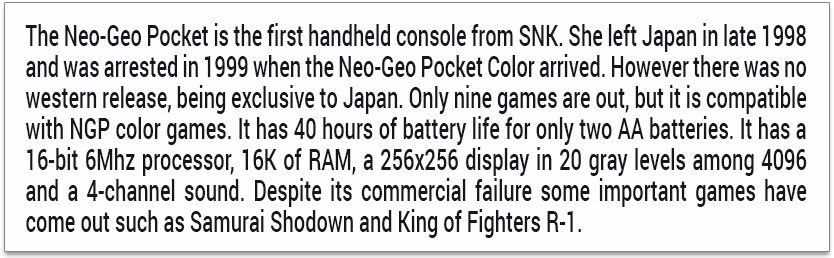 The Neo-Geo Pocket is the first handheld console from SNK. She left Japan in late 1998
and was arrested in 1999 when the Neo-Geo Pocket Color arrived. However there was no
western release, being exclusive to Japan. Only nine games are out, but it is compatible
with NGP color games. It has 40 hours of battery life for only two AA batteries. It has a
16-bit 6Mhz processor, 16K of RAM, a 256x256 display in 20 gray levels among 4096
and a 4-channel sound. Despite its commercial failure some important games have
come out such as Samurai Shodown and King of Fighters R-1.